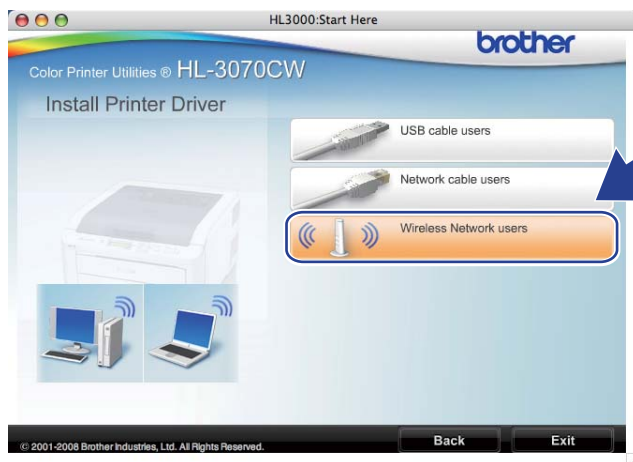 HL3000:Start Here
brother
Color Printer Utilities ® HL-3070CW
Install Printer Driver
USB cable users
Network cable users
Wireless Network users
© 2001-2008 Brother Industries, Ltd. All Rights Reserved.
Back
Exit